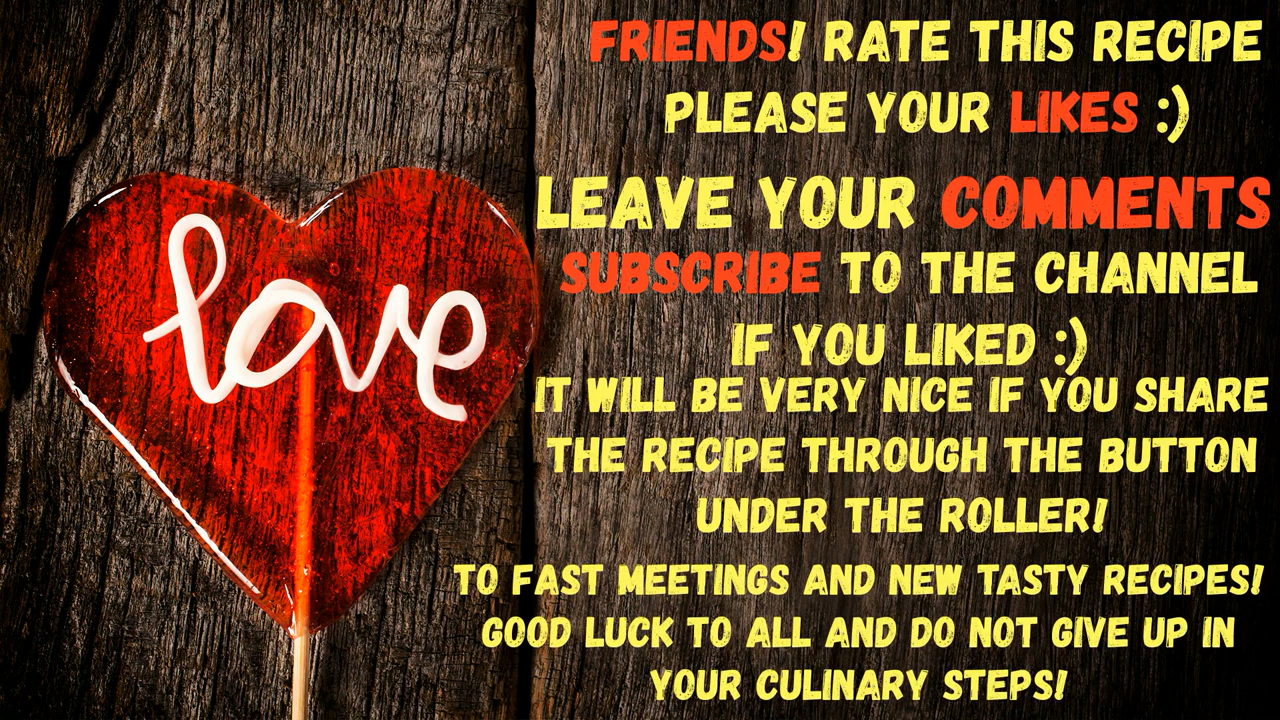 love
FRIENDS! RATE THIS RECIPE
PLEASE YOUR LIKES :)
LEAVE YOUR COMMENTS
SUBSCRIBE TO THE CHANNEL
IF YOU LIKED :)
IT WILL BE VERY NICE IF YOU SHARE
THE RECIPE THROUGH THE BUTTON
UNDER THE ROLLER!
TO FAST MEETINGS AND NEW TASTY RECIPES!
GOOD LUCK TO ALL AND DO NOT GIVE UP IN
YOUR CULINARY STEPS!